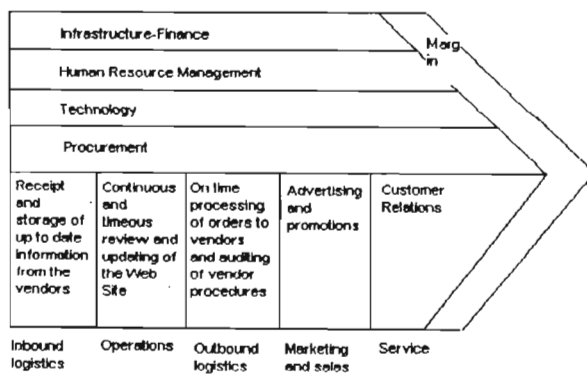 Infrastructure-Finance
Marg
in
Human Resource Management
Technology
Procurement
Receipt
and
storage of
up to date
information
from the
vendors
Continuous
and
timeous
review and
updating of
the Web
Site
On time
processing
of orders to
vendors
and auditing
of vendor
procedures
Advertising
and
promotions
Customer
Relations
Inbound
logistics
Operations
Outbound
logistics
Marketing
and sales
Service